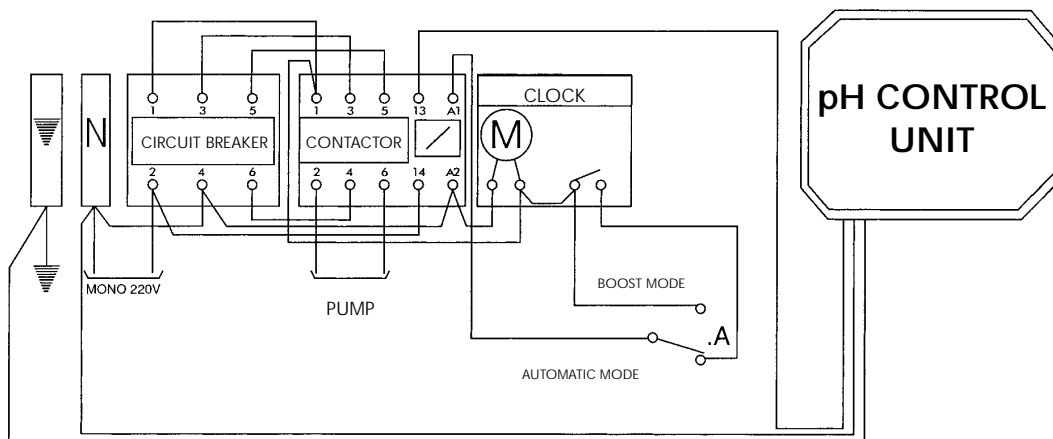 pH CONTROL
UNIT
N
1 3 5
CIRCUIT BREAKER
2 4 6
1 3 5 13 A1
CONTACTOR
2 4 6 14 A2
CLOCK
M
MONO 220V
PUMP
BOOST MODE
.A
AUTOMATIC MODE